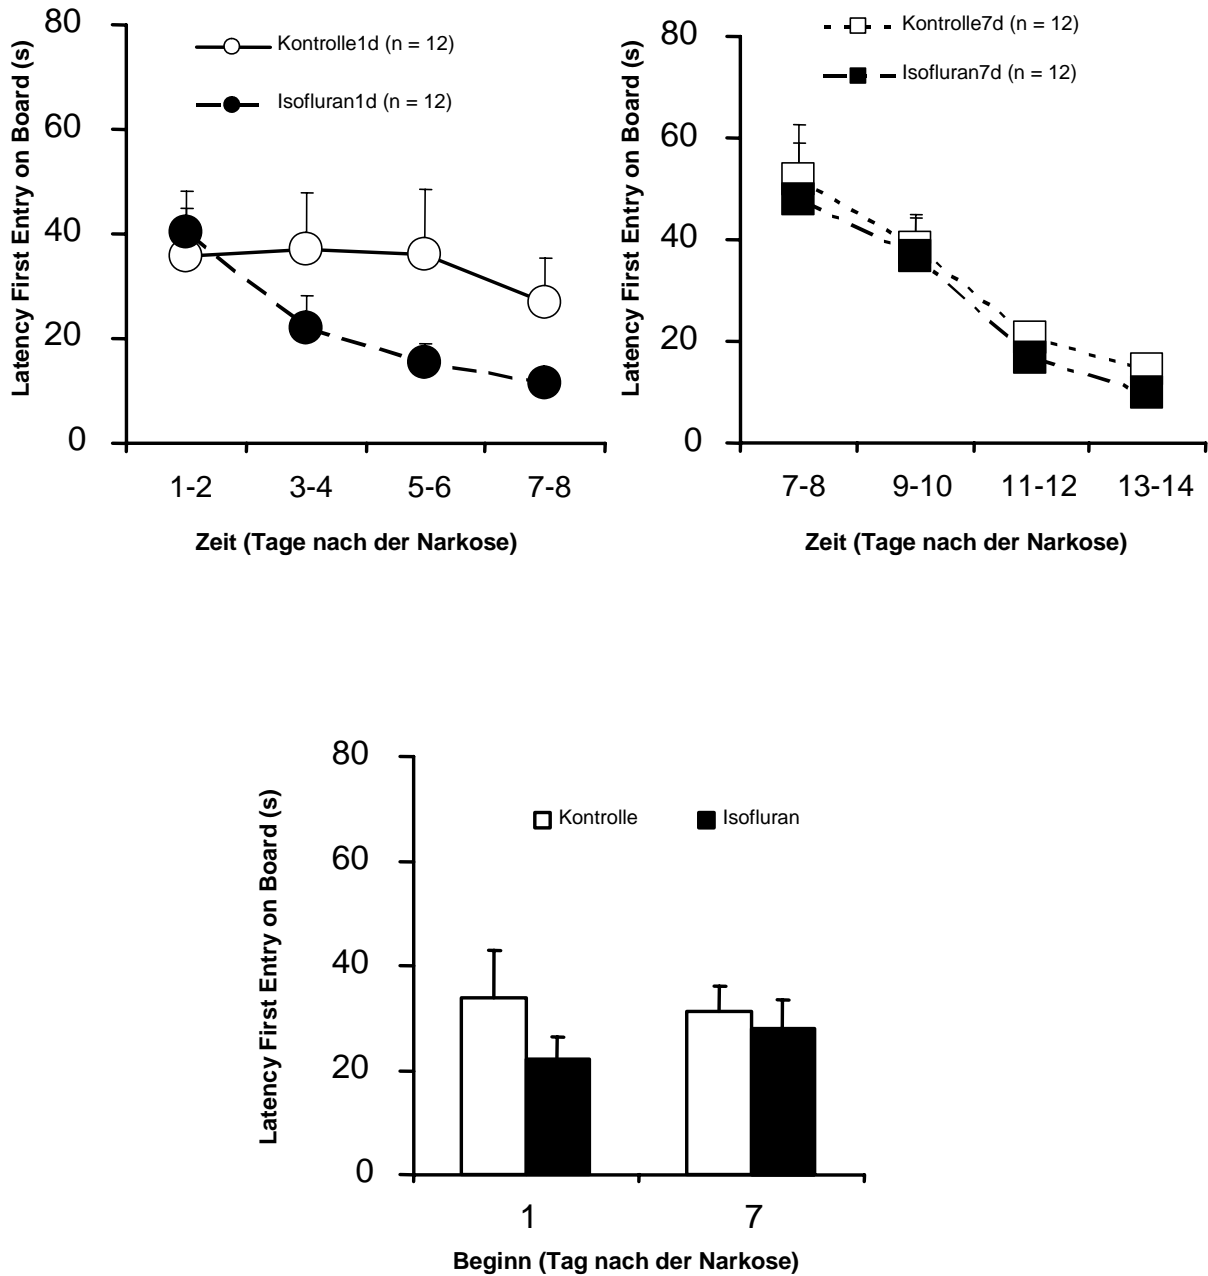 Latency First Entry on Board (s)
80
60
40
20
0
Kontrolle1d (n = 12)
Isofluran1d (n = 12)
1-2 3-4 5-6 7-8
Zeit (Tage nach der Narkose)
Latency First Entry on Board (s)
80
60
40
20
0
Kontrolle7d (n = 12)
Isofluran7d (n = 12)
7-8 9-10 11-12 13-14
Zeit (Tage nach der Narkose)
Latency First Entry on Board (s)
80
60
40
20
0
Kontrolle Isofluran
1 7
Beginn (Tag nach der Narkose)